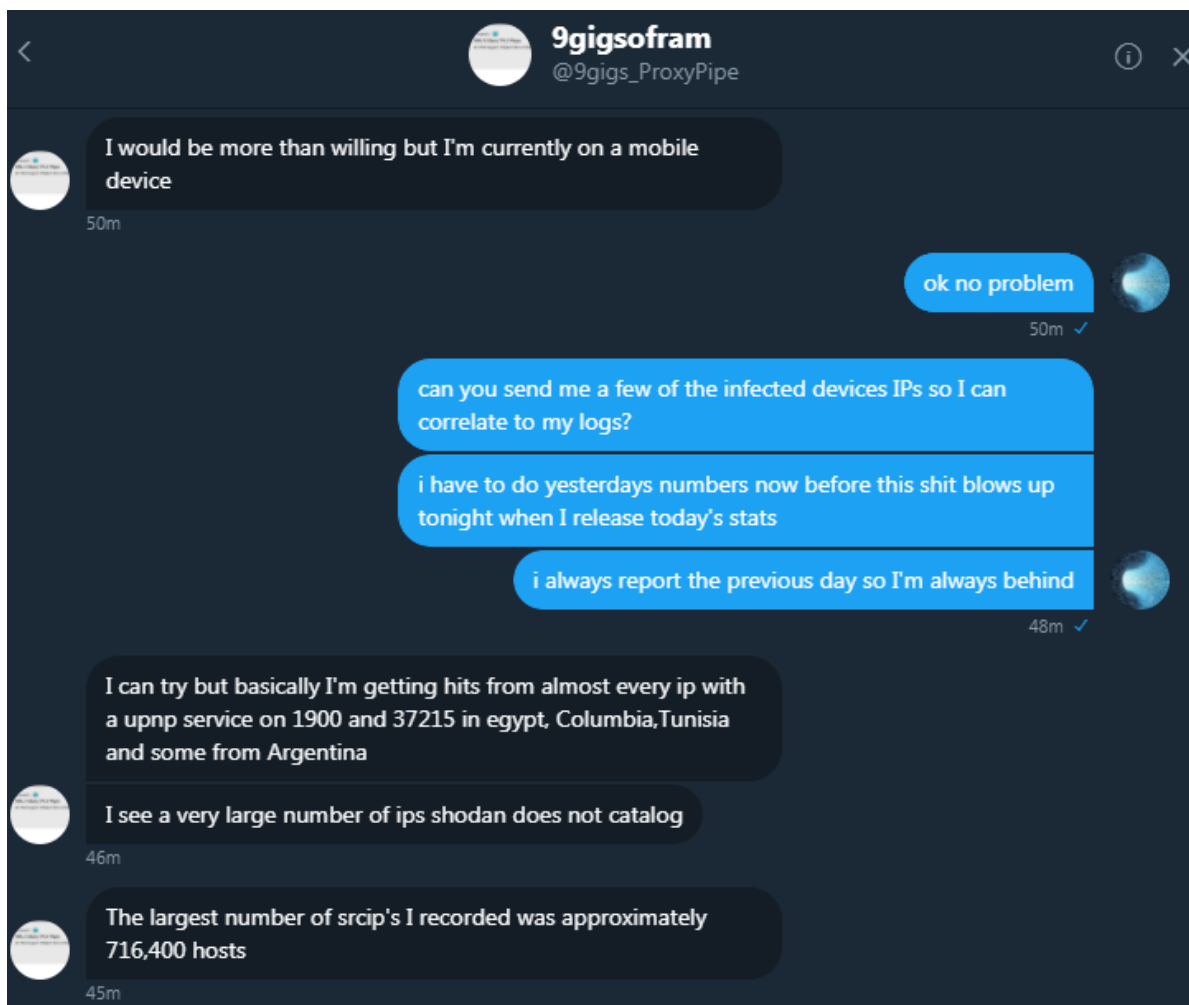 9gigsofram
@9gigs_ProxyPipe
I would be more than willing but I'm currently on a mobile
device
50m
ok no problem
50m
can you send me a few of the infected devices IPs so I can
correlate to my logs?
i have to do yesterdays numbers now before this shit blows up
tonight when I release today's stats
i always report the previous day so I'm always behind
48m
I can try but basically I'm getting hits from almost every ip with
a upnp service on 1900 and 37215 in egypt, Columbia,Tunisia
and some from Argentina
I see a very large number of ips shodan does not catalog
46m
The largest number of srcip's I recorded was approximately
716,400 hosts
45m